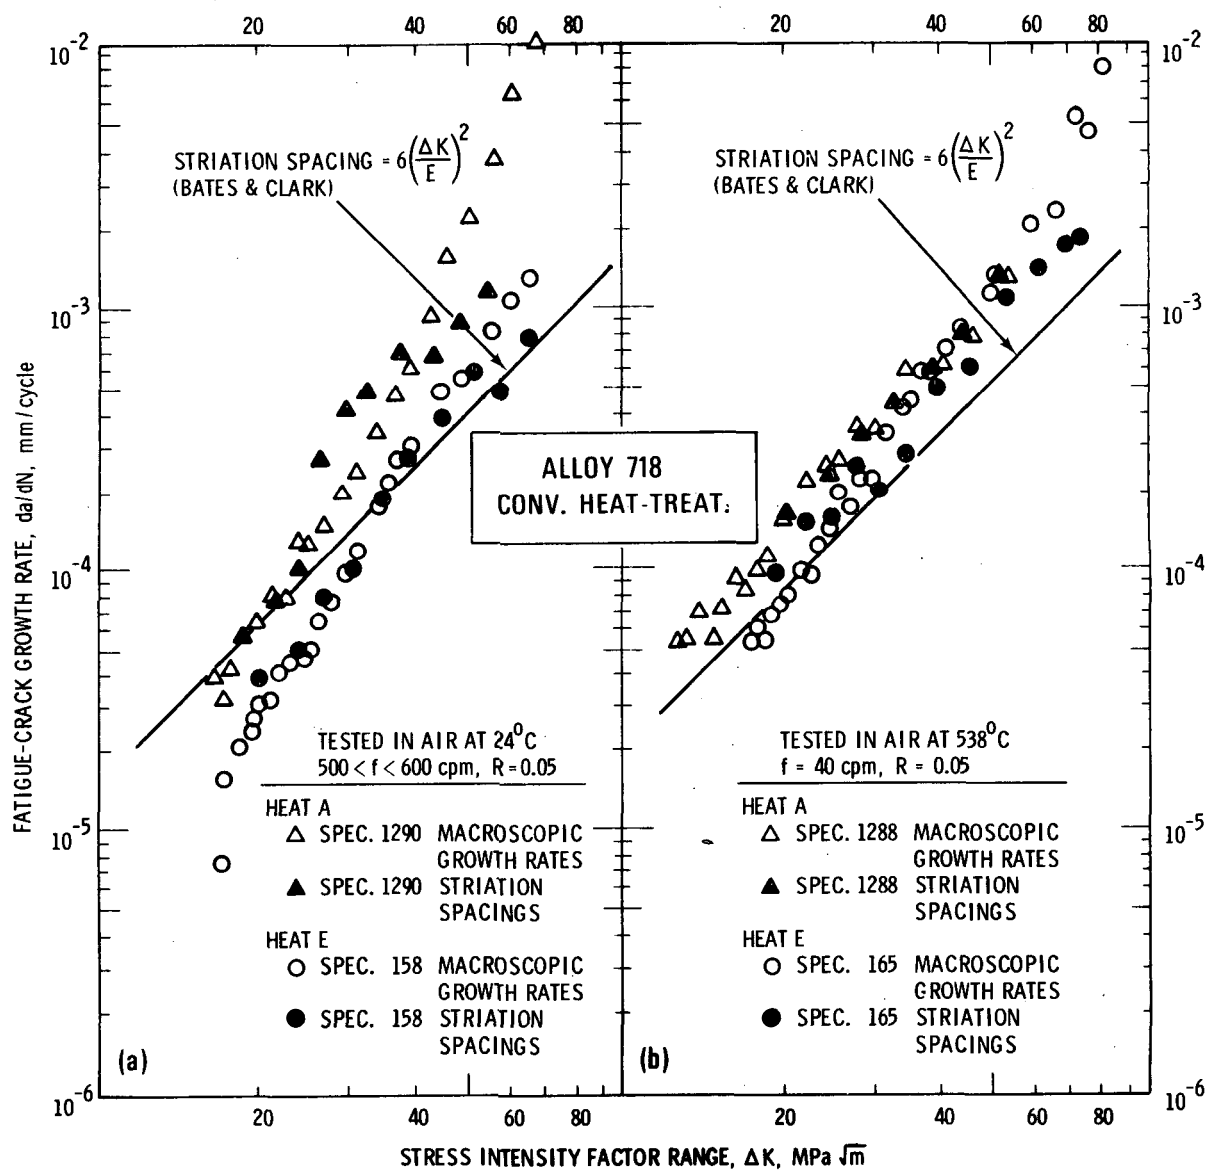 20 40 60 80 20 40 60 80
10-2 10-2
STRIATION SPACING = 6(ΔK/E)2
(BATES & CLARK)
STRIATION SPACING = 6(ΔK/E)2
(BATES & CLARK)
10-3 10-3
ALLOY 718
CONV. HEAT-TREAT.
10-4 10-4
FATIGUE-CRACK GROWTH RATE, da/dN, mm/cycle
TESTED IN AIR AT 24°C
500 < f < 600 cpm, R = 0.05
HEAT A
△ SPEC. 1290 MACROSCOPIC
GROWTH RATES
▲ SPEC. 1290 STRIATION
SPACINGS
HEAT E
○ SPEC. 158 MACROSCOPIC
GROWTH RATES
● SPEC. 158 STRIATION
SPACINGS
(a)
TESTED IN AIR AT 538°C
f = 40 cpm, R = 0.05
HEAT A
△ SPEC. 1288 MACROSCOPIC
GROWTH RATES
▲ SPEC. 1288 STRIATION
SPACINGS
HEAT E
○ SPEC. 165 MACROSCOPIC
GROWTH RATES
● SPEC. 165 STRIATION
SPACINGS
(b)
10-5 10-5
10-6 10-6
20 40 60 80 20 40 60 80
STRESS INTENSITY FACTOR RANGE, ΔK, MPa √m